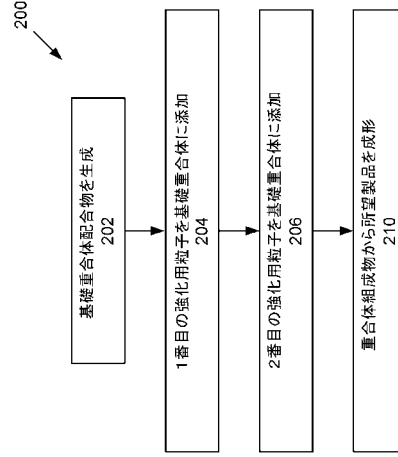 200
基礎重合体配合物を生成
202
1番目の強化用粒子を基礎重合体に添加
204
2番目の強化用粒子を基礎重合体に添加
206
重合体組成物から所望製品を成形
210